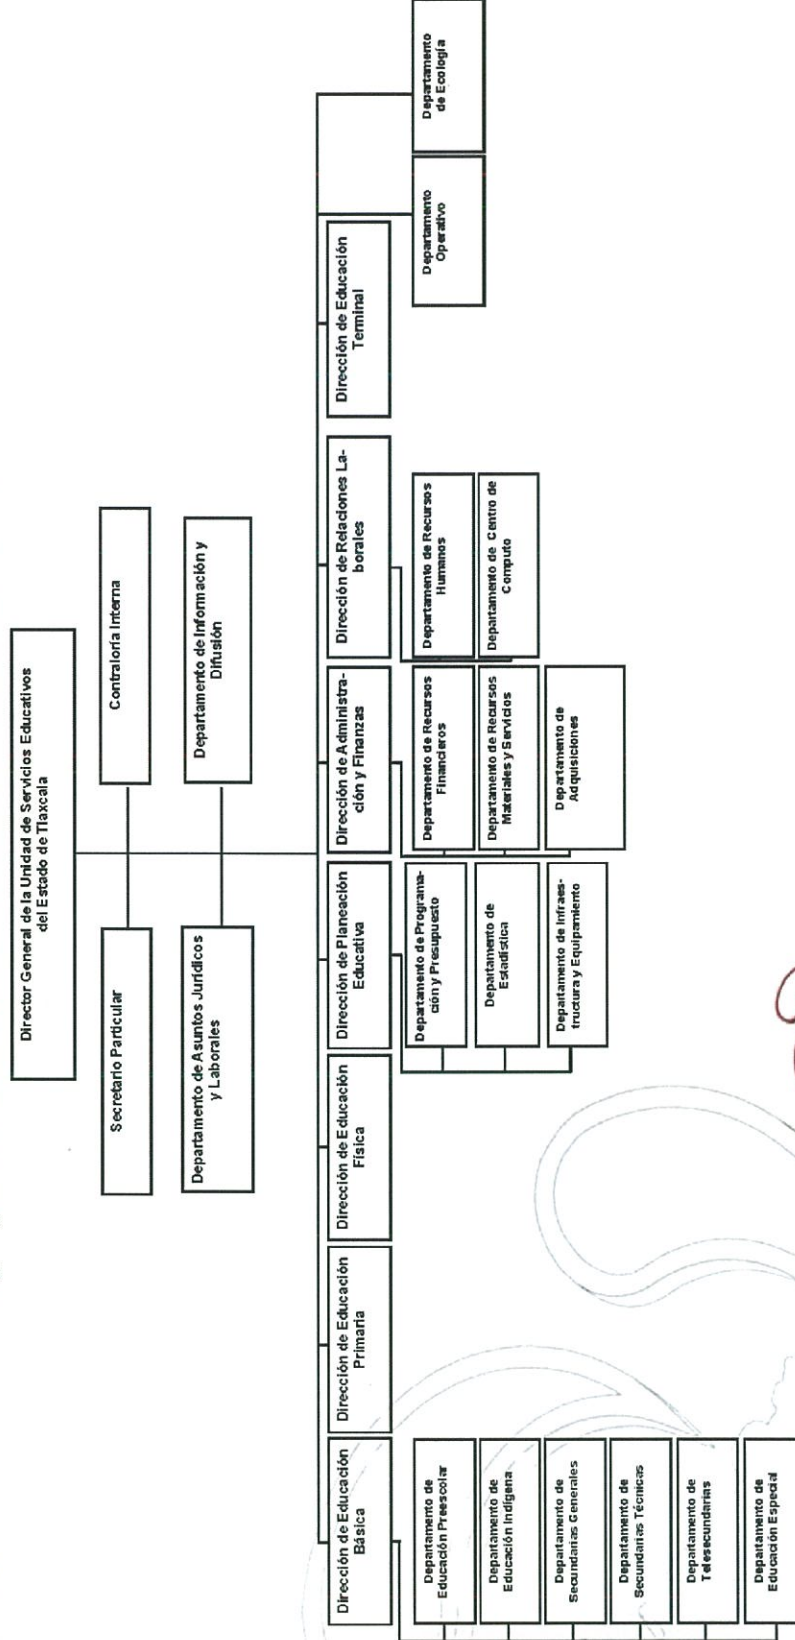 Director General de la Unidad de Servicios Educativos
del Estado de Tlaxcala
Secretario Particular
Contraloría Interna
Departamento de Asuntos Jurídicos
y Laborales
Departamento de Información y
Difusión
Dirección de Educación
Básica
Dirección de Educación
Primaria
Dirección de Educación
Física
Dirección de Planeación
Educativa
Dirección de Administra-
ción y Finanzas
Dirección de Relaciones La-
borales
Dirección de Educación
Terminal
Departamento de
Educación Preescolar
Departamento de
Educación Indígena
Departamento de
Secundarias Generales
Departamento de
Secundarias Técnicas
Departamento de
Telesecundarias
Departamento de
Educación Especial
Departamento de Programa-
ción y Presupuesto
Departamento de
Estadística
Departamento de Infraes-
tructura y Equipamiento
Departamento de Recursos
Financieros
Departamento de Recursos
Materiales y Servicios
Departamento de
Adquisiciones
Departamento de Recursos
Humanos
Departamento de Centro de
Computo
Departamento
Operativo
Departamento
de Ecología